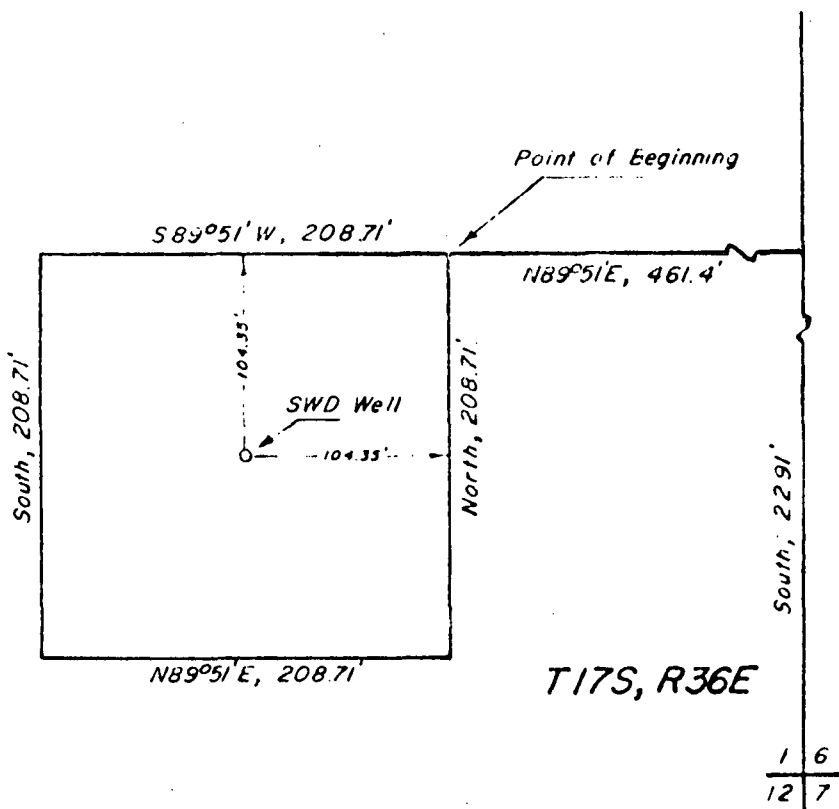 Point of Beginning
S89°51'W, 208.71'
N89°51'E, 461.4'
104.35'
South, 208.71'
SWD Well
104.35'
North, 208.71'
South, 2291'
N89°51'E, 208.71'
T17S, R36E
1 6
12 7